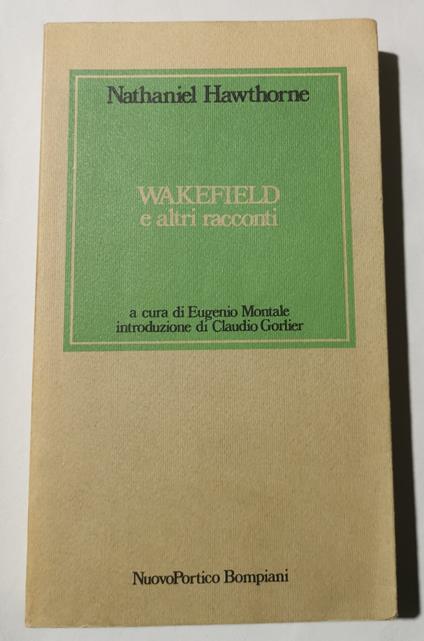 Nathaniel Hawthorne
WAKEFIELD
e altri racconti
a cura di Eugenio Montale
introduzione di Claudio Gorlier
NuovoPortico Bompiani